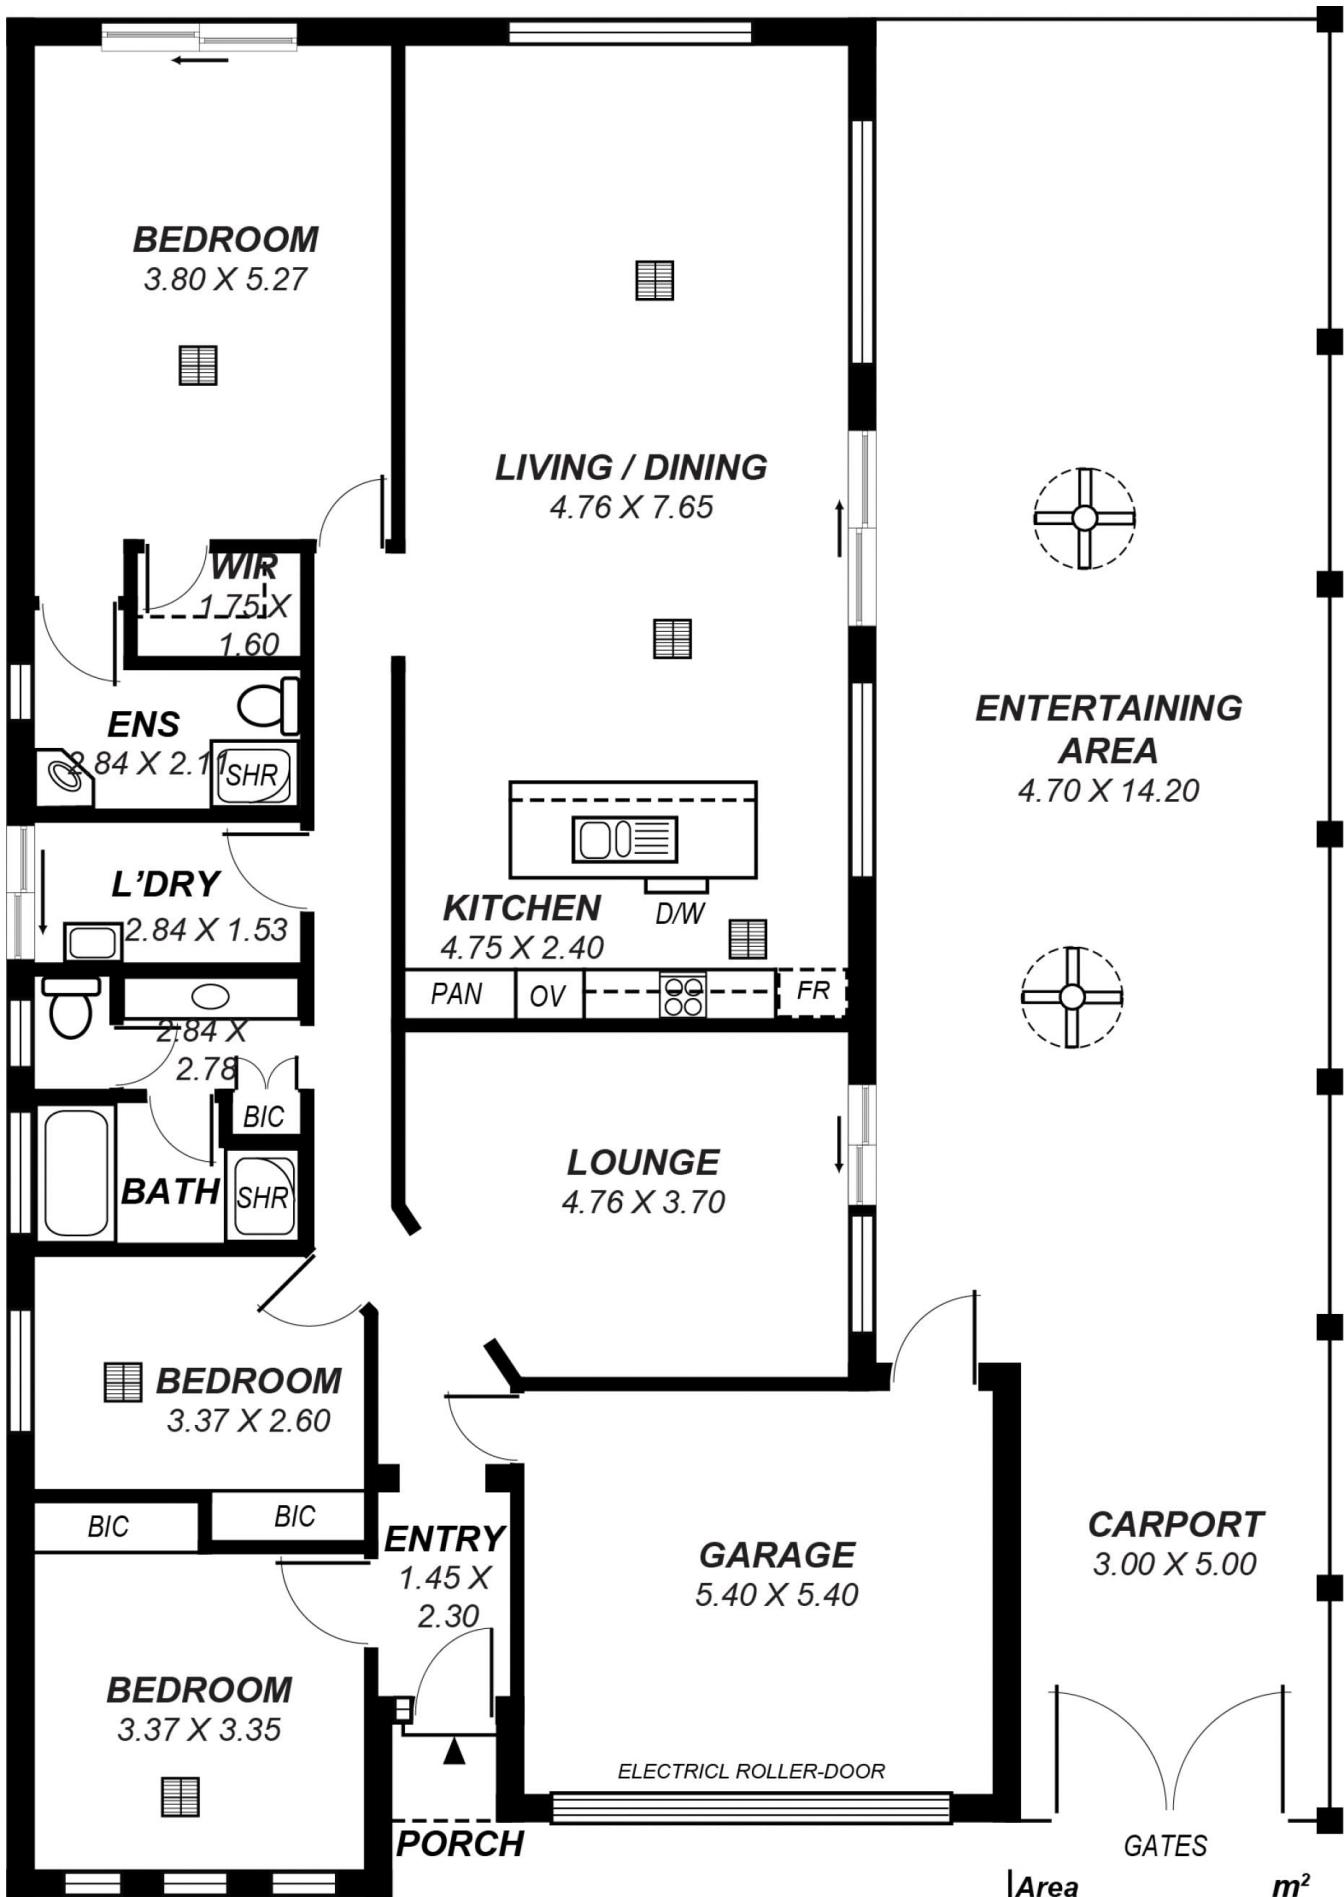 BEDROOM
3.80 X 5.27
LIVING / DINING
4.76 X 7.65
WIR
1.75 X
1.60
ENS
2.84 X 2.11
SHR
ENTERTAINING
AREA
4.70 X 14.20
L'DRY
2.84 X 1.53
KITCHEN
4.75 X 2.40
D/W
PAN
OV
FR
2.84 X
2.78
BIC
BATH
SHR
LOUNGE
4.76 X 3.70
BEDROOM
3.37 X 2.60
BIC
BIC
ENTRY
1.45 X
2.30
GARAGE
5.40 X 5.40
CARPORT
3.00 X 5.00
BEDROOM
3.37 X 3.35
ELECTRICL ROLLER-DOOR
PORCH
GATES
Area m²